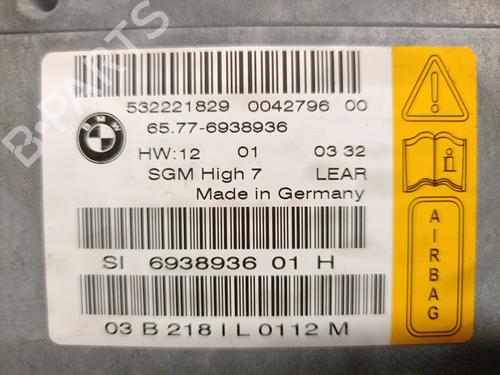 B-PARTS
532221829 0042796 00
BMW
65.77-6938936
HW:12 01 03 32
SGM High 7 LEAR
Made in Germany
SI 6938936 01 H
03 B 218 I L 0112 M
AIRBAG